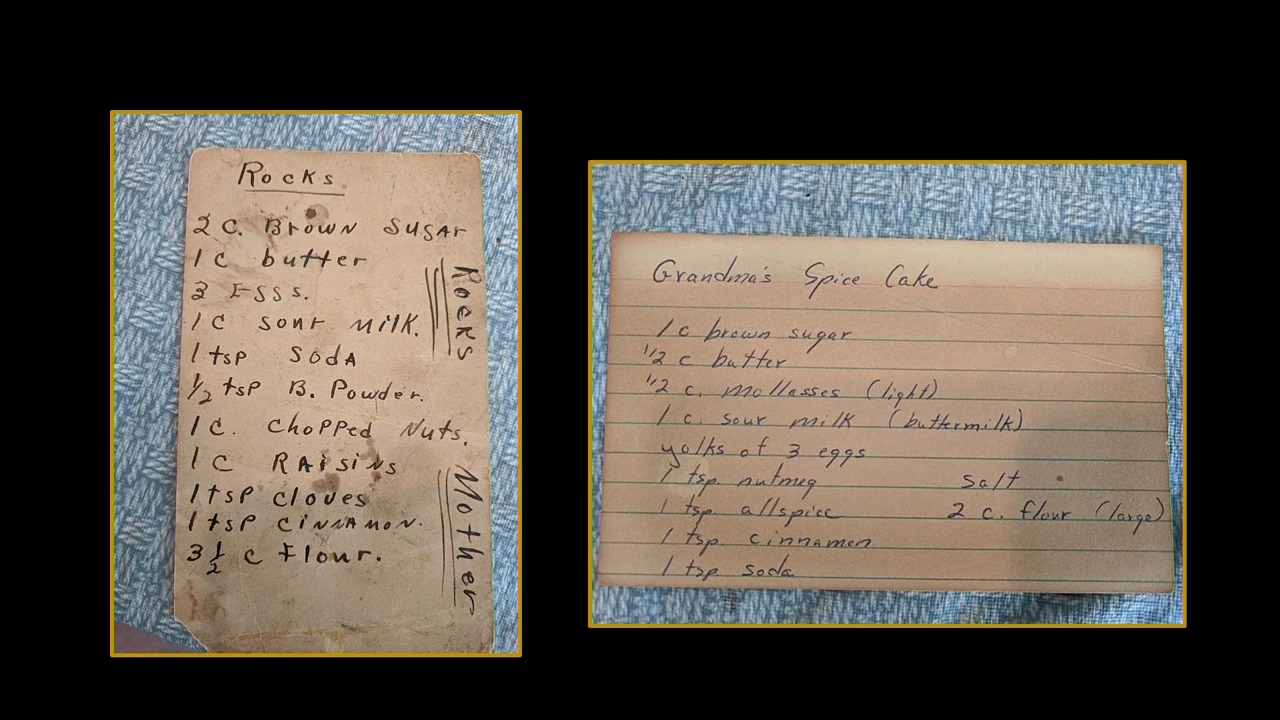 Rocks
2 C. Brown Sugar
1 C butter
3 Eggs.
1 C Sour Milk.
1 tsp Soda
1/2 tsp B. Powder.
1 C. Chopped Nuts.
1 C Raisins
1 tsp cloves
1 tsp cinnamon.
3 1/2 C Flour.
Rocks
Mother
Grandma's Spice Cake
1 c brown sugar
1/2 c butter
1/2 c. mollasses (light)
1 c. sour milk (buttermilk)
yolks of 3 eggs
1 tsp. nutmeg salt
1 tsp. allspice 2 c. flour (large)
1 tsp. cinnamen
1 tsp soda